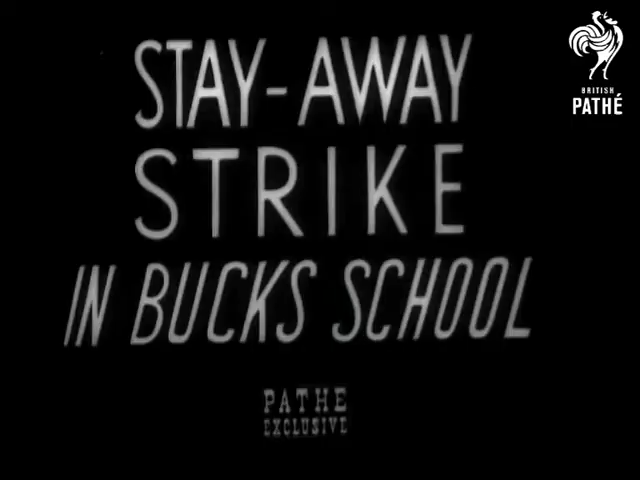 STAY-AWAY
STRIKE
IN BUCKS SCHOOL
PATHE
EXCLUSIVE
BRITISH
PATHÉ